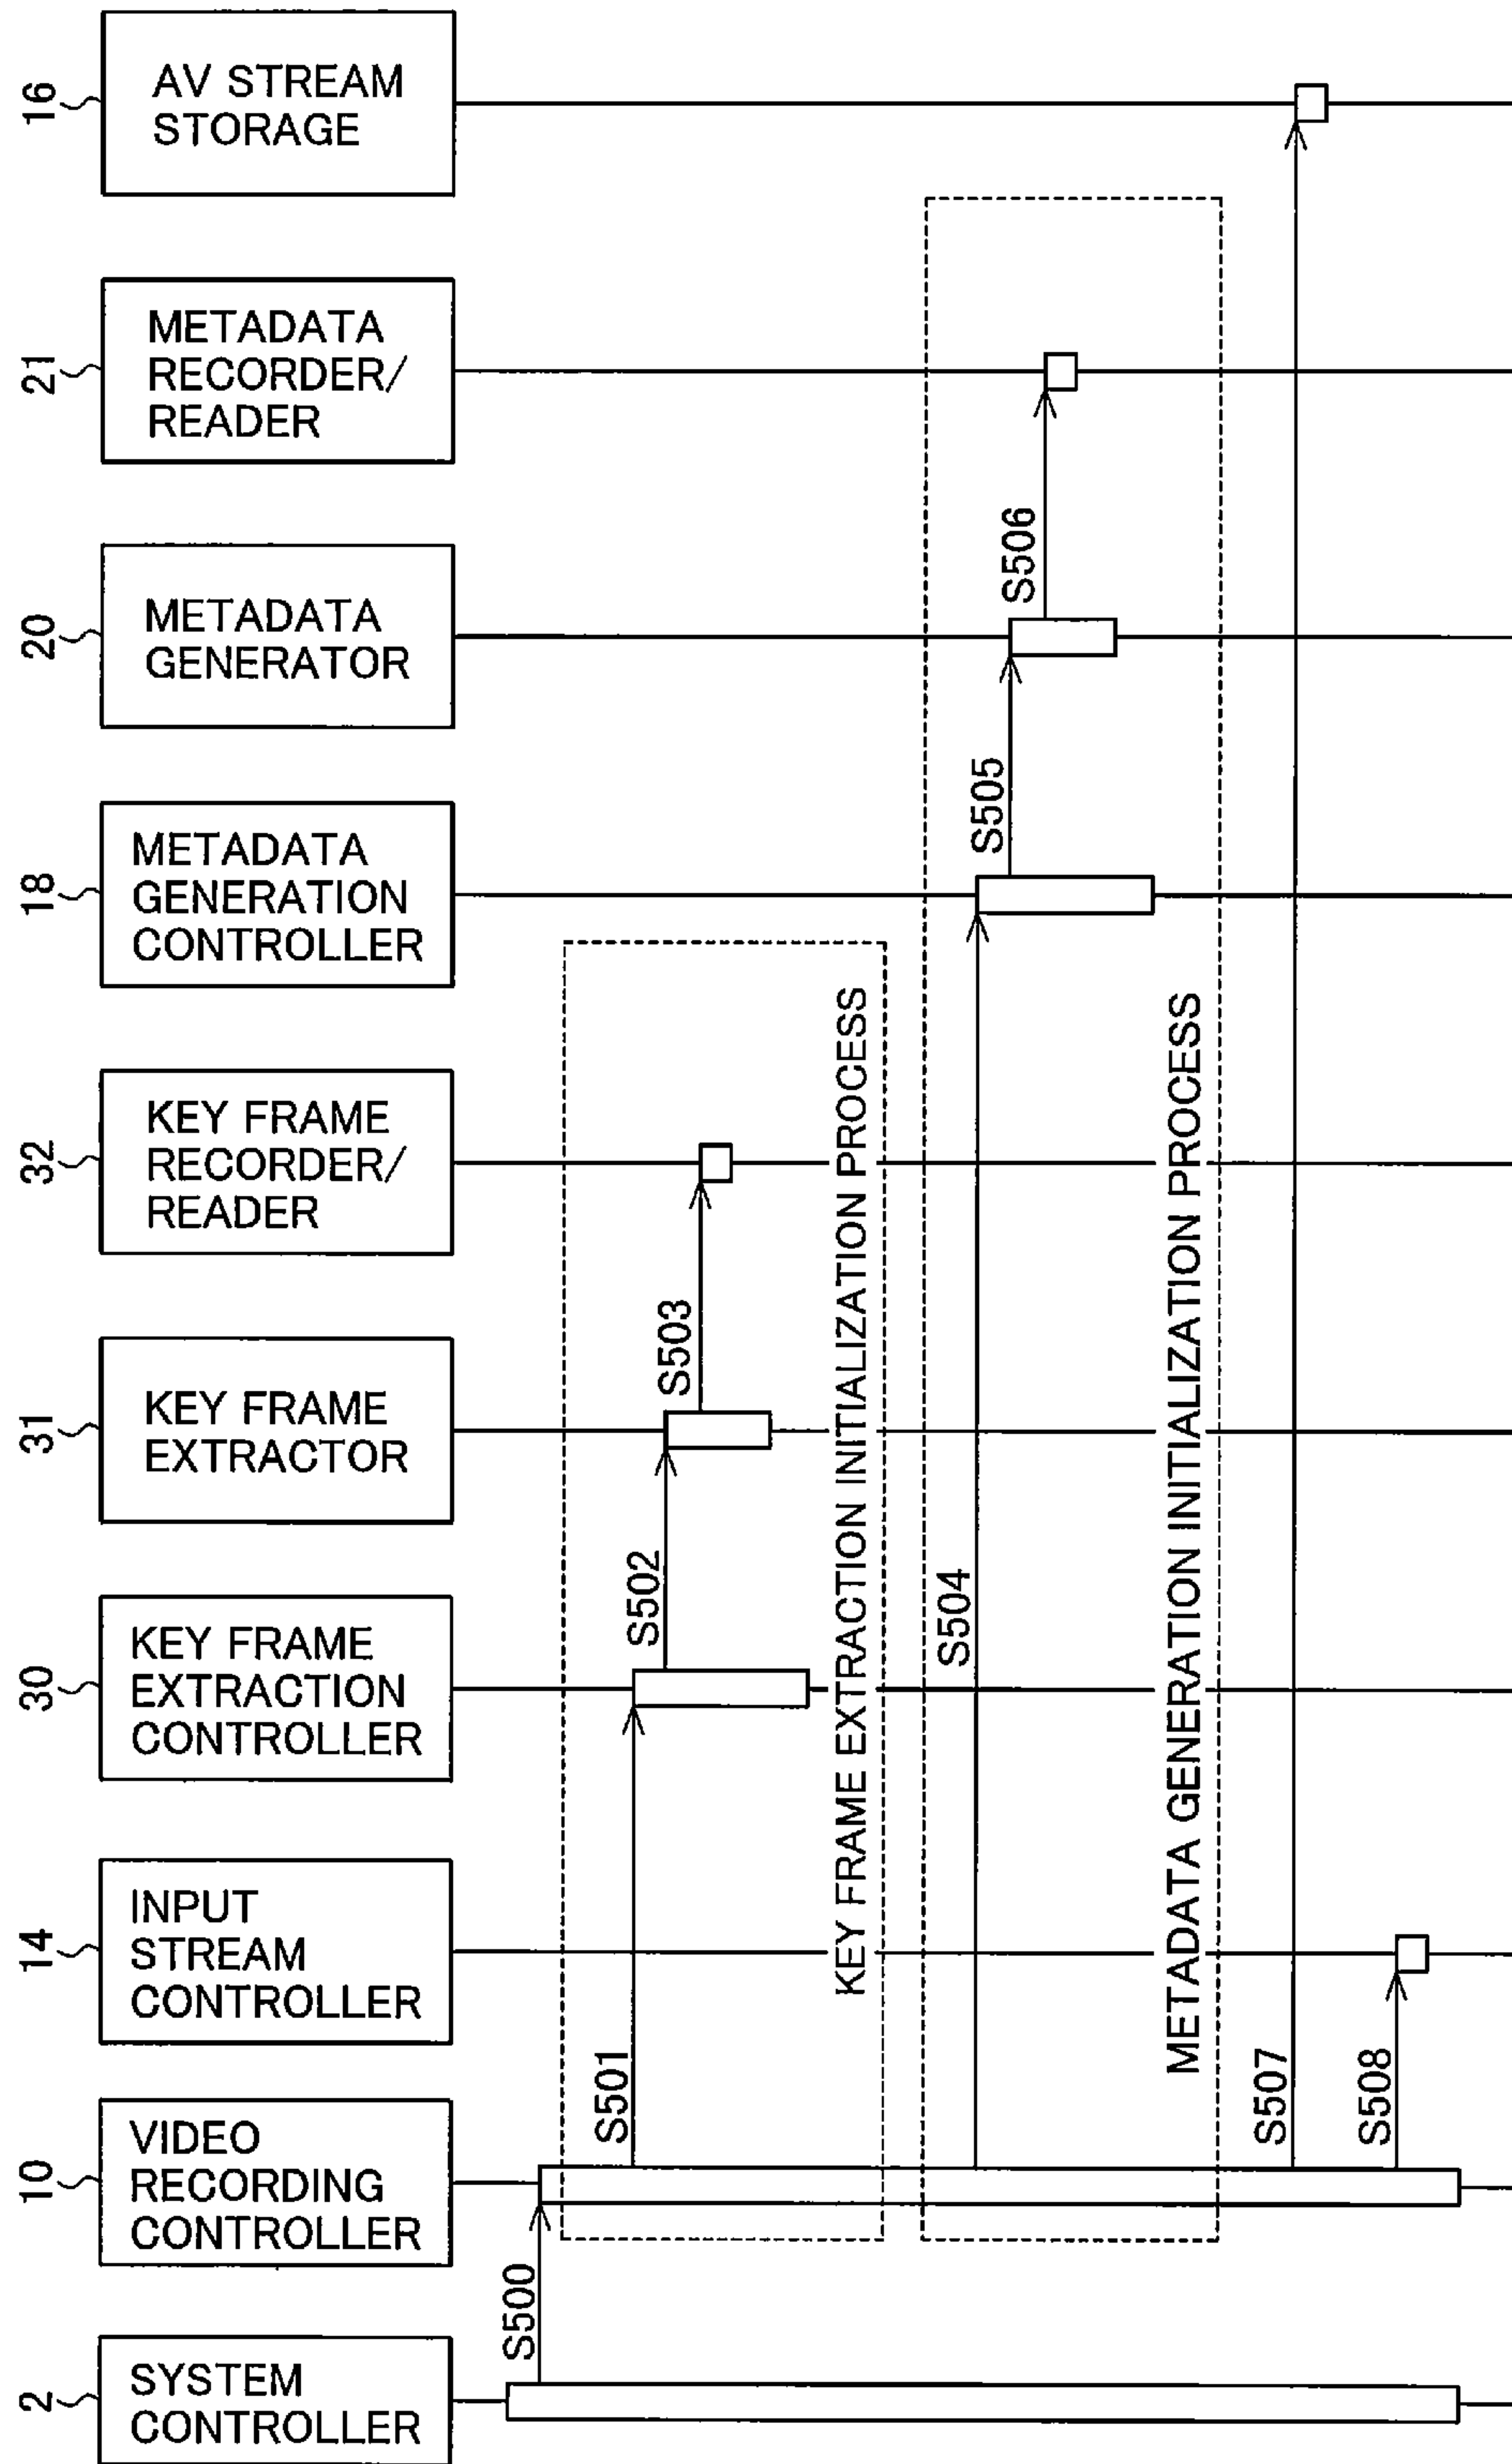 16
AV STREAM
STORAGE
21
METADATA
RECORDER/
READER
20
METADATA
GENERATOR
18
METADATA
GENERATION
CONTROLLER
32
KEY FRAME
RECORDER/
READER
31
KEY FRAME
EXTRACTOR
30
KEY FRAME
EXTRACTION
CONTROLLER
14
INPUT
STREAM
CONTROLLER
10
VIDEO
RECORDING
CONTROLLER
2
SYSTEM
CONTROLLER
S500
S501
S502
S503
KEY FRAME EXTRACTION INITIALIZATION PROCESS
S504
S505
S506
METADATA GENERATION INITIALIZATION PROCESS
S507
S508